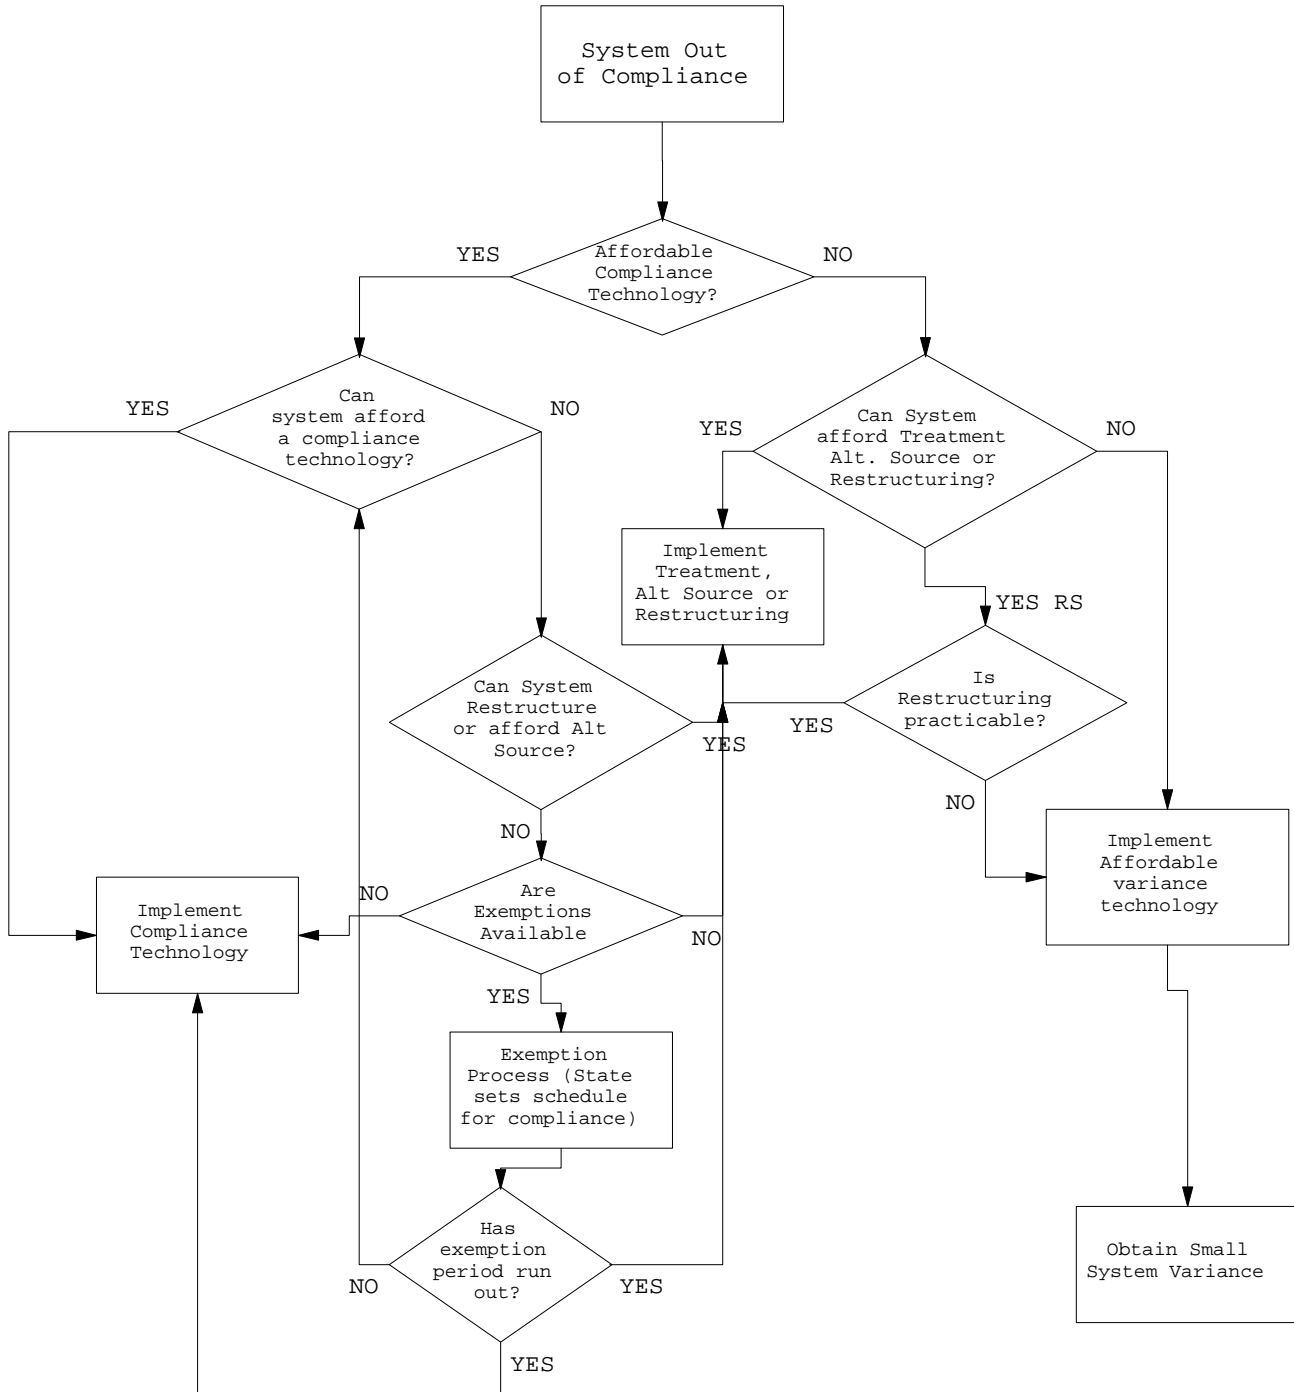 System Out
of Compliance
YES
Affordable
Compliance
Technology?
NO
YES
Can
system afford
a compliance
technology?
NO
YES
Can System
afford Treatment
Alt. Source or
Restructuring?
NO
Implement
Treatment,
Alt Source or
Restructuring
YES RS
Can System
Restructure
or afford Alt
Source?
YES
YES
Is
Restructuring
practicable?
NO
NO
Implement
Affordable
variance
technology
Implement
Compliance
Technology
NO
Are
Exemptions
Available
NO
YES
Exemption
Process (State
sets schedule
for compliance)
Has
exemption
period run
out?
NO
YES
YES
Obtain Small
System Variance